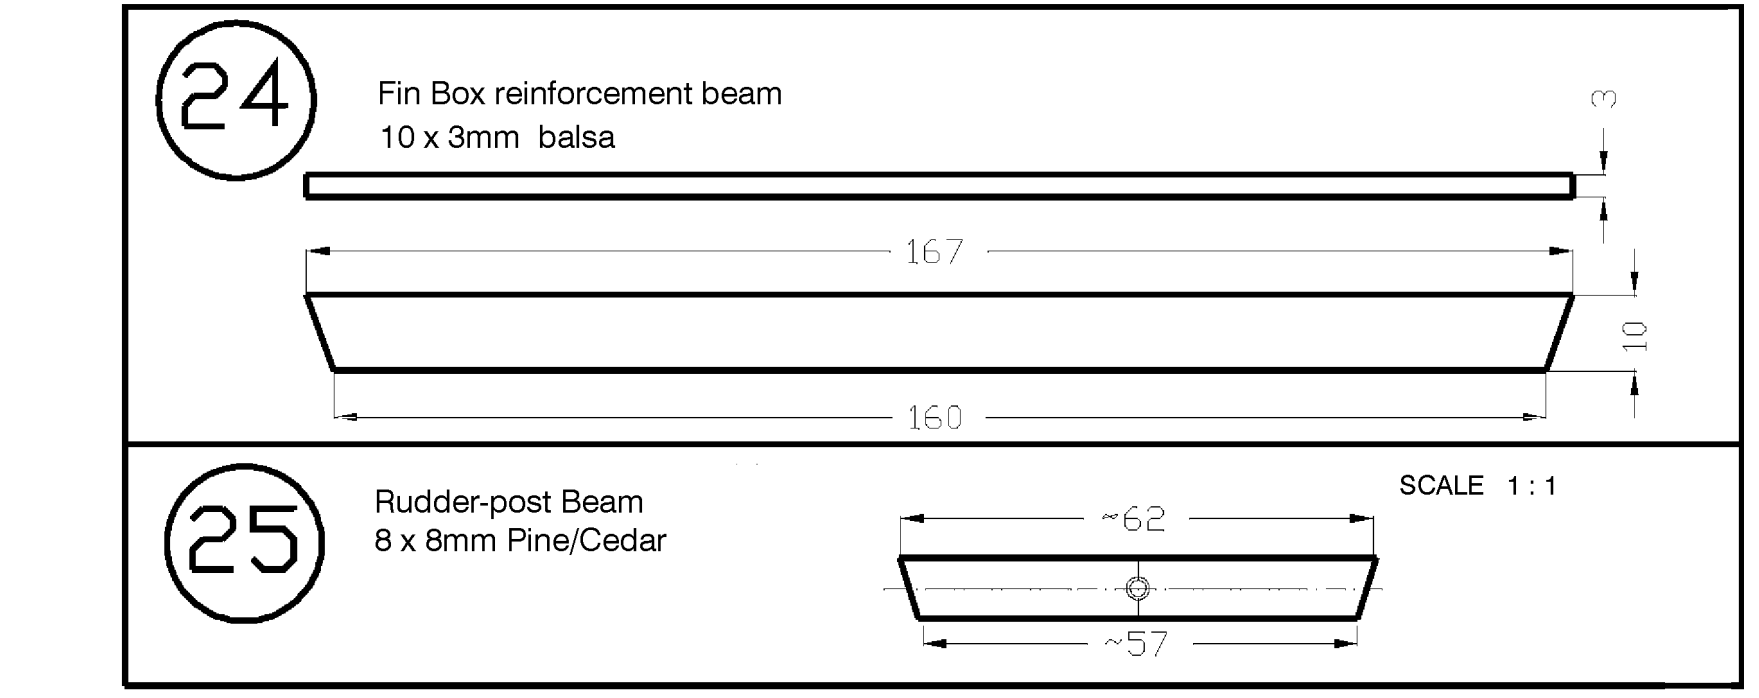 24
Fin Box reinforcement beam
10 x 3mm balsa
3
167
10
160
25
Rudder-post Beam
8 x 8mm Pine/Cedar
SCALE 1 : 1
~62
~57